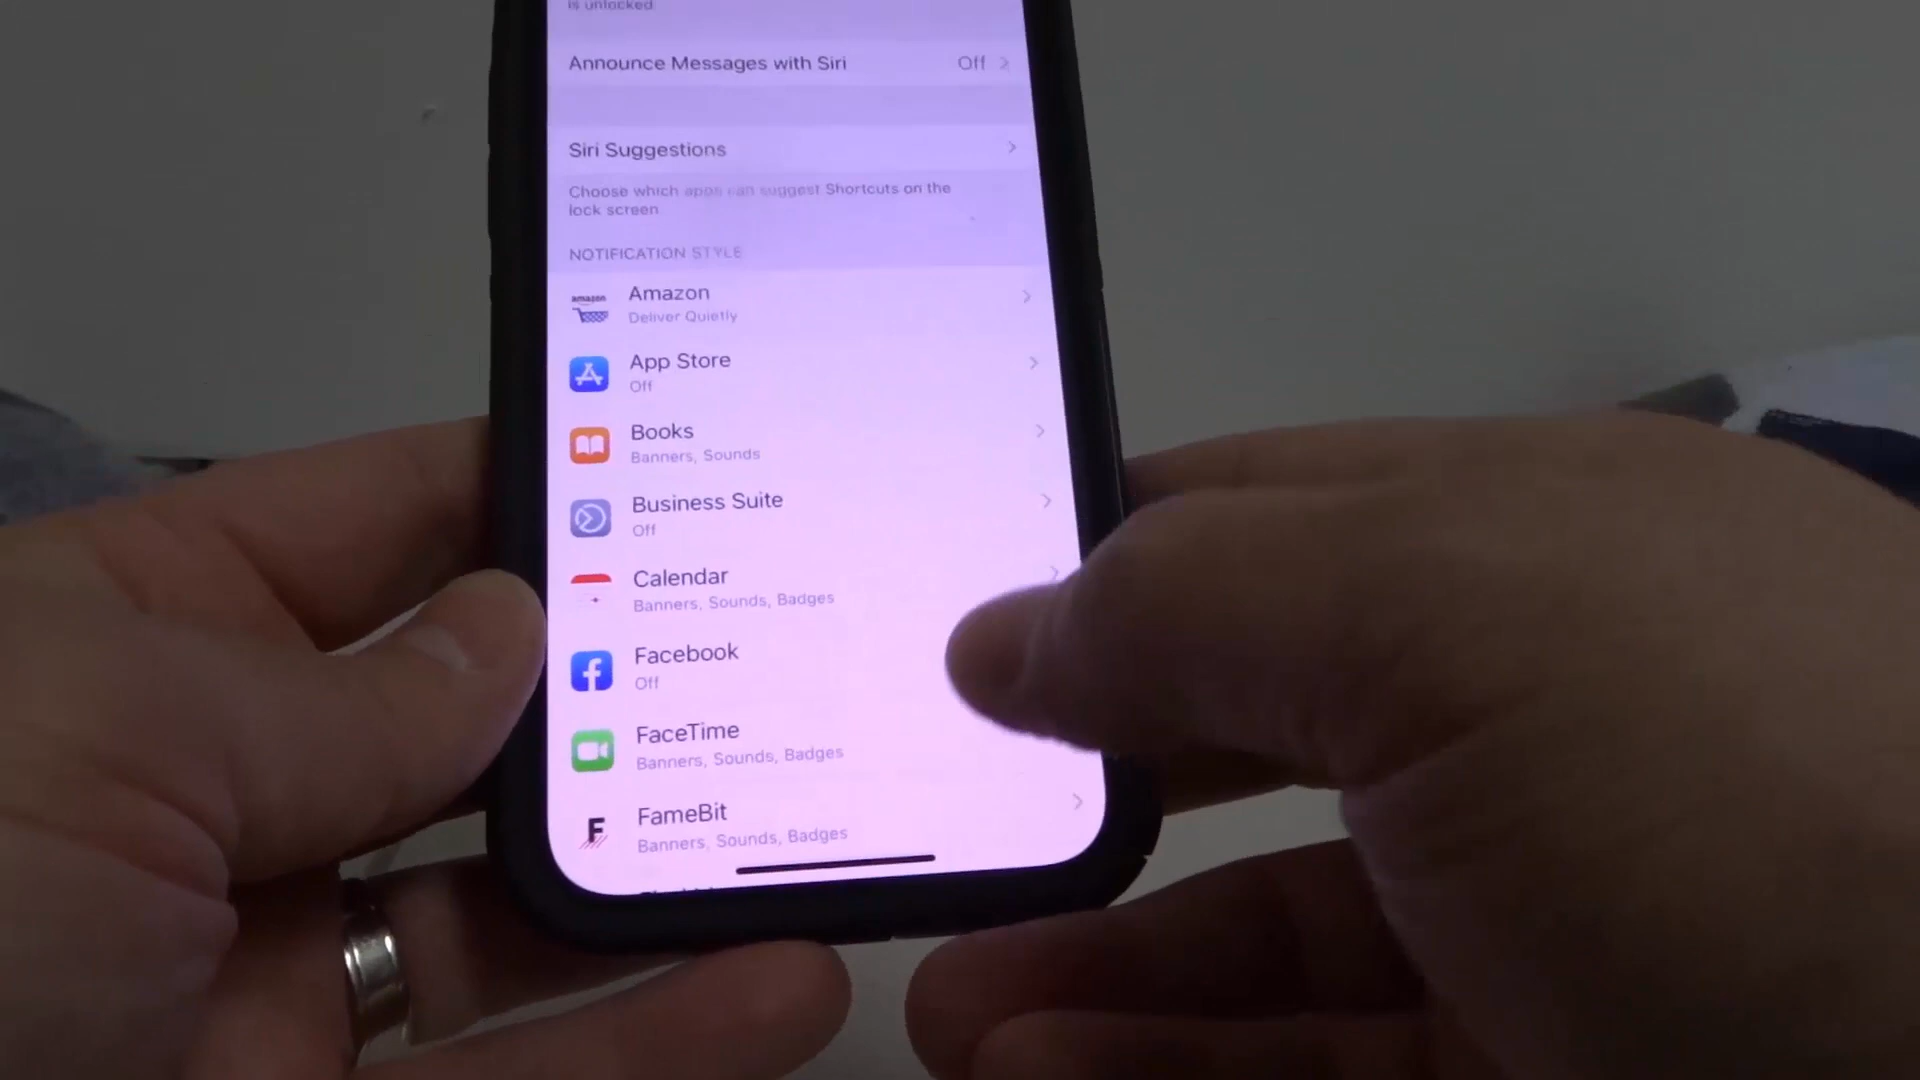 is unlocked
Announce Messages with Siri Off
Siri Suggestions
Choose which apps can suggest Shortcuts on the
lock screen
NOTIFICATION STYLE
amazon
Amazon
Deliver Quietly
App Store
Off
Books
Banners, Sounds
Business Suite
Off
Calendar
Banners, Sounds, Badges
f
Facebook
Off
FaceTime
Banners, Sounds, Badges
F
FameBit
Banners, Sounds, Badges